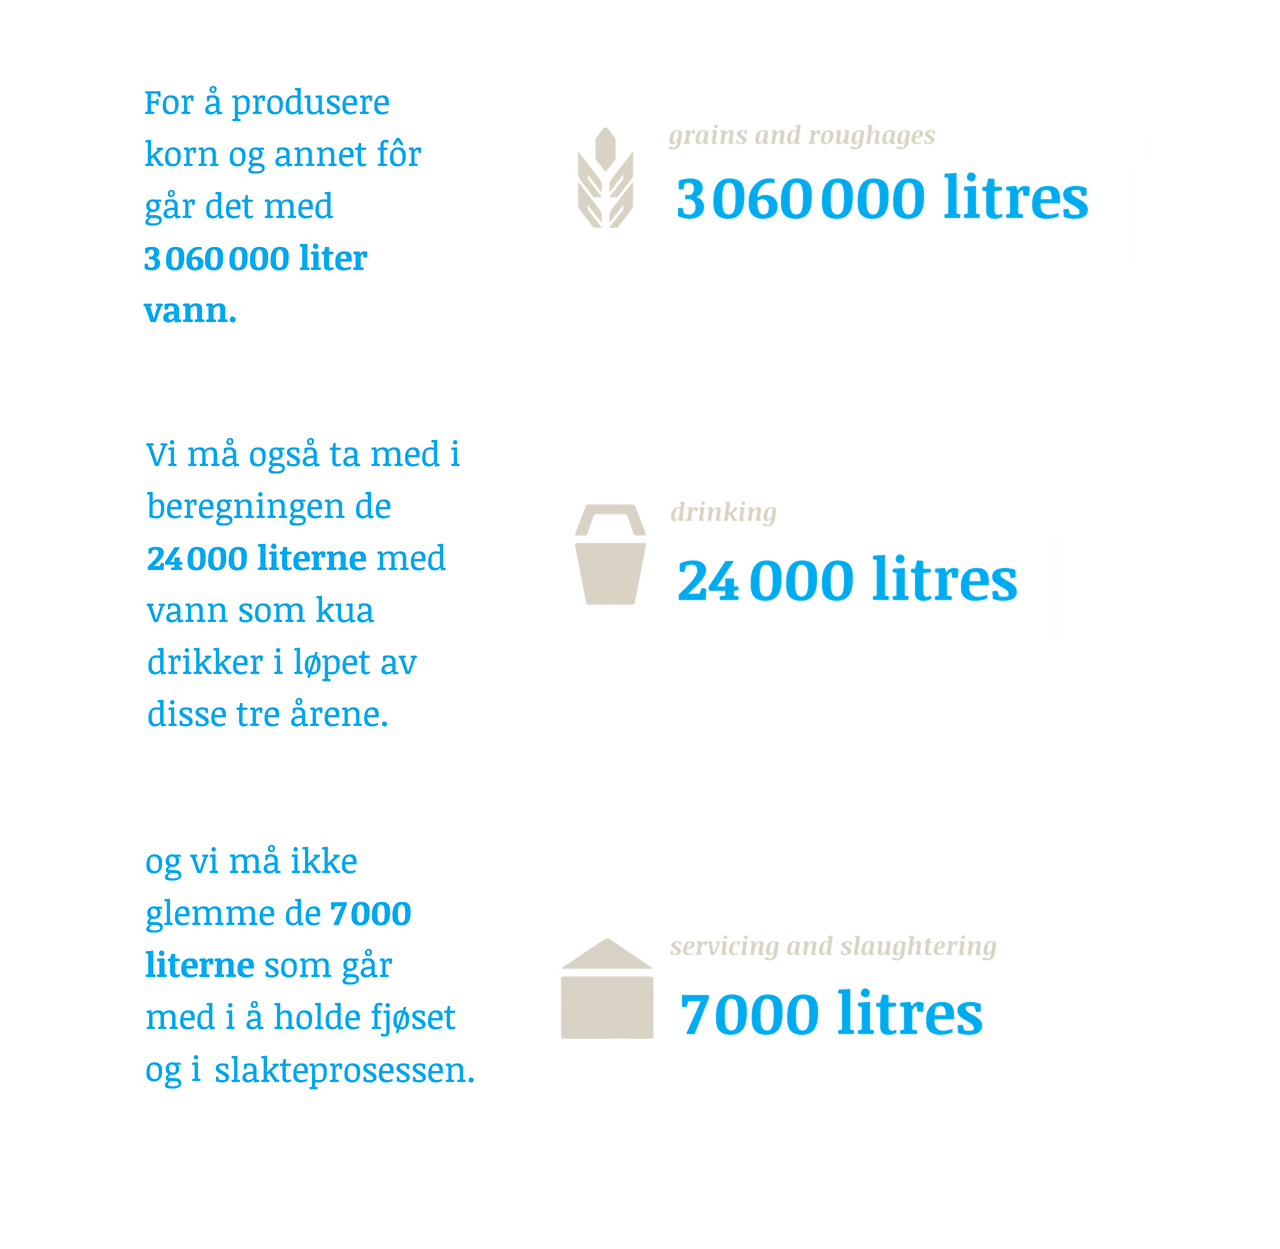 For å produsere
korn og annet fôr
går det med
3 060 000 liter
vann.
grains and roughages
3 060 000 litres
Vi må også ta med i
beregningen de
24 000 literne med
vann som kua
drikker i løpet av
disse tre årene.
drinking
24 000 litres
og vi må ikke
glemme de 7000
literne som går
med i å holde fjøset
og i slakteprosessen.
servicing and slaughtering
7000 litres